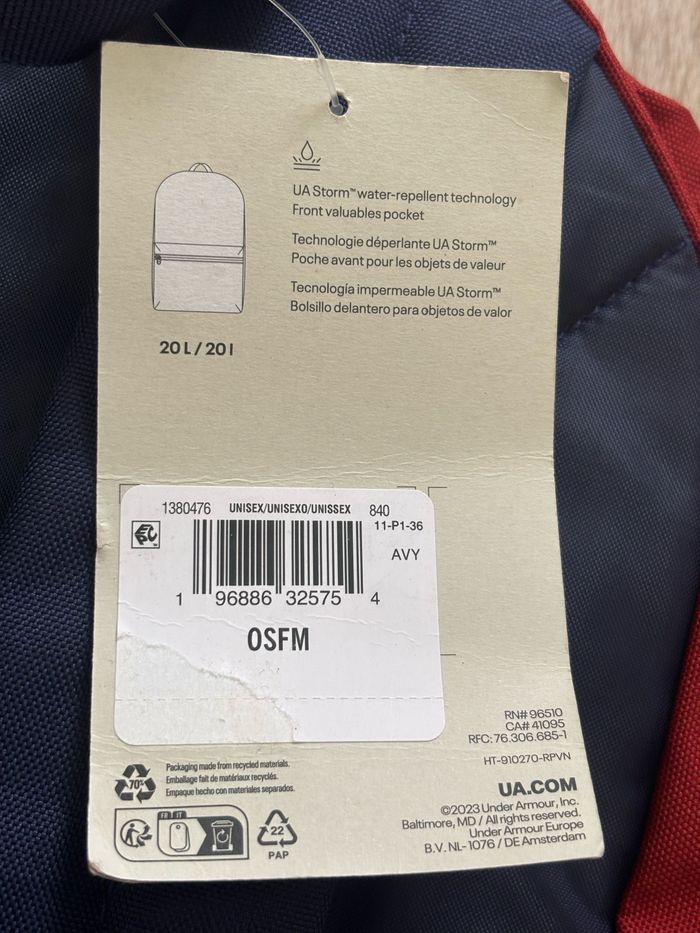 UA Storm™ water-repellent technology
Front valuables pocket
Technologie déperlante UA Storm™
Poche avant pour les objets de valeur
Tecnología impermeable UA Storm™
Bolsillo delantero para objetos de valor
20 L / 20 l
1380476 UNISEX/UNISEXO/UNISSEX 840
11-P1-36
EPC
AVY
1 96886 32575 4
OSFM
RN# 96510
CA# 41095
RFC: 76.306.685-1
HT-910270-RPVN
70%
Packaging made from recycled materials.
Emballage fait de matériaux recyclés.
Empaque hecho con materiales separados.
UA.COM
©2023 Under Armour, Inc.
Baltimore, MD / All rights reserved.
Under Armour Europe
B.V. NL- 1076 / DE Amsterdam
FR IT
22
PAP